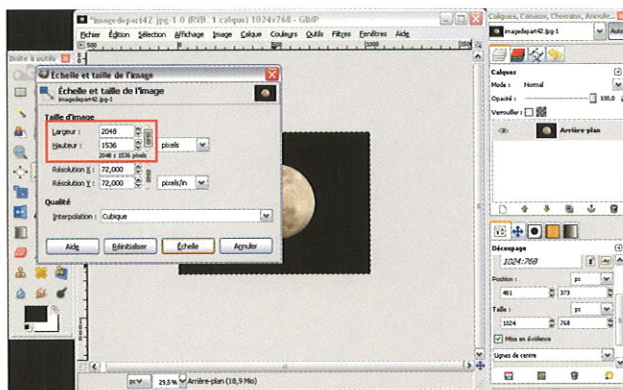 *imagedepart42.jpg-1.0 (RVB, 1 calque) 1024x768 - GIMP
Fichier Édition Sélection Affichage Image Calque Couleurs Outils Filtres Fenêtres Aide
Boîte à outils
Échelle et taille de l'image
Échelle et taille de l'image
imagedepart42.jpg-1
Taille d'image
Largeur : 2048
Hauteur : 1536 pixels
2048 x 1536 pixels
Résolution X : 72,000
Résolution Y : 72,000 pixels/in
Qualité
Interpolation : Cubique
Aide Réinitialiser Échelle Annuler
px 25,5% Arrière-plan (18,9 Mio)
Calques, Canaux, Chemins, Annule...
imagedepart42.jpg-1 Auto
Calques
Mode : Normal
Opacité : 100,0
Verrouiller :
Arrière-plan
Découpage
1024:768
Position : px
481 373
Taille : px
1024 768
Mise en évidence
Lignes de centre